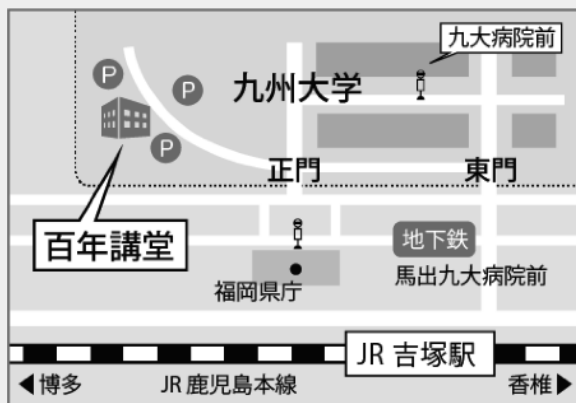 九大病院前
P
P
九州大学
P
正門
東門
百年講堂
地下鉄
馬出九大病院前
福岡県庁
JR 吉塚駅
◀博多
JR 鹿児島本線
香椎▶